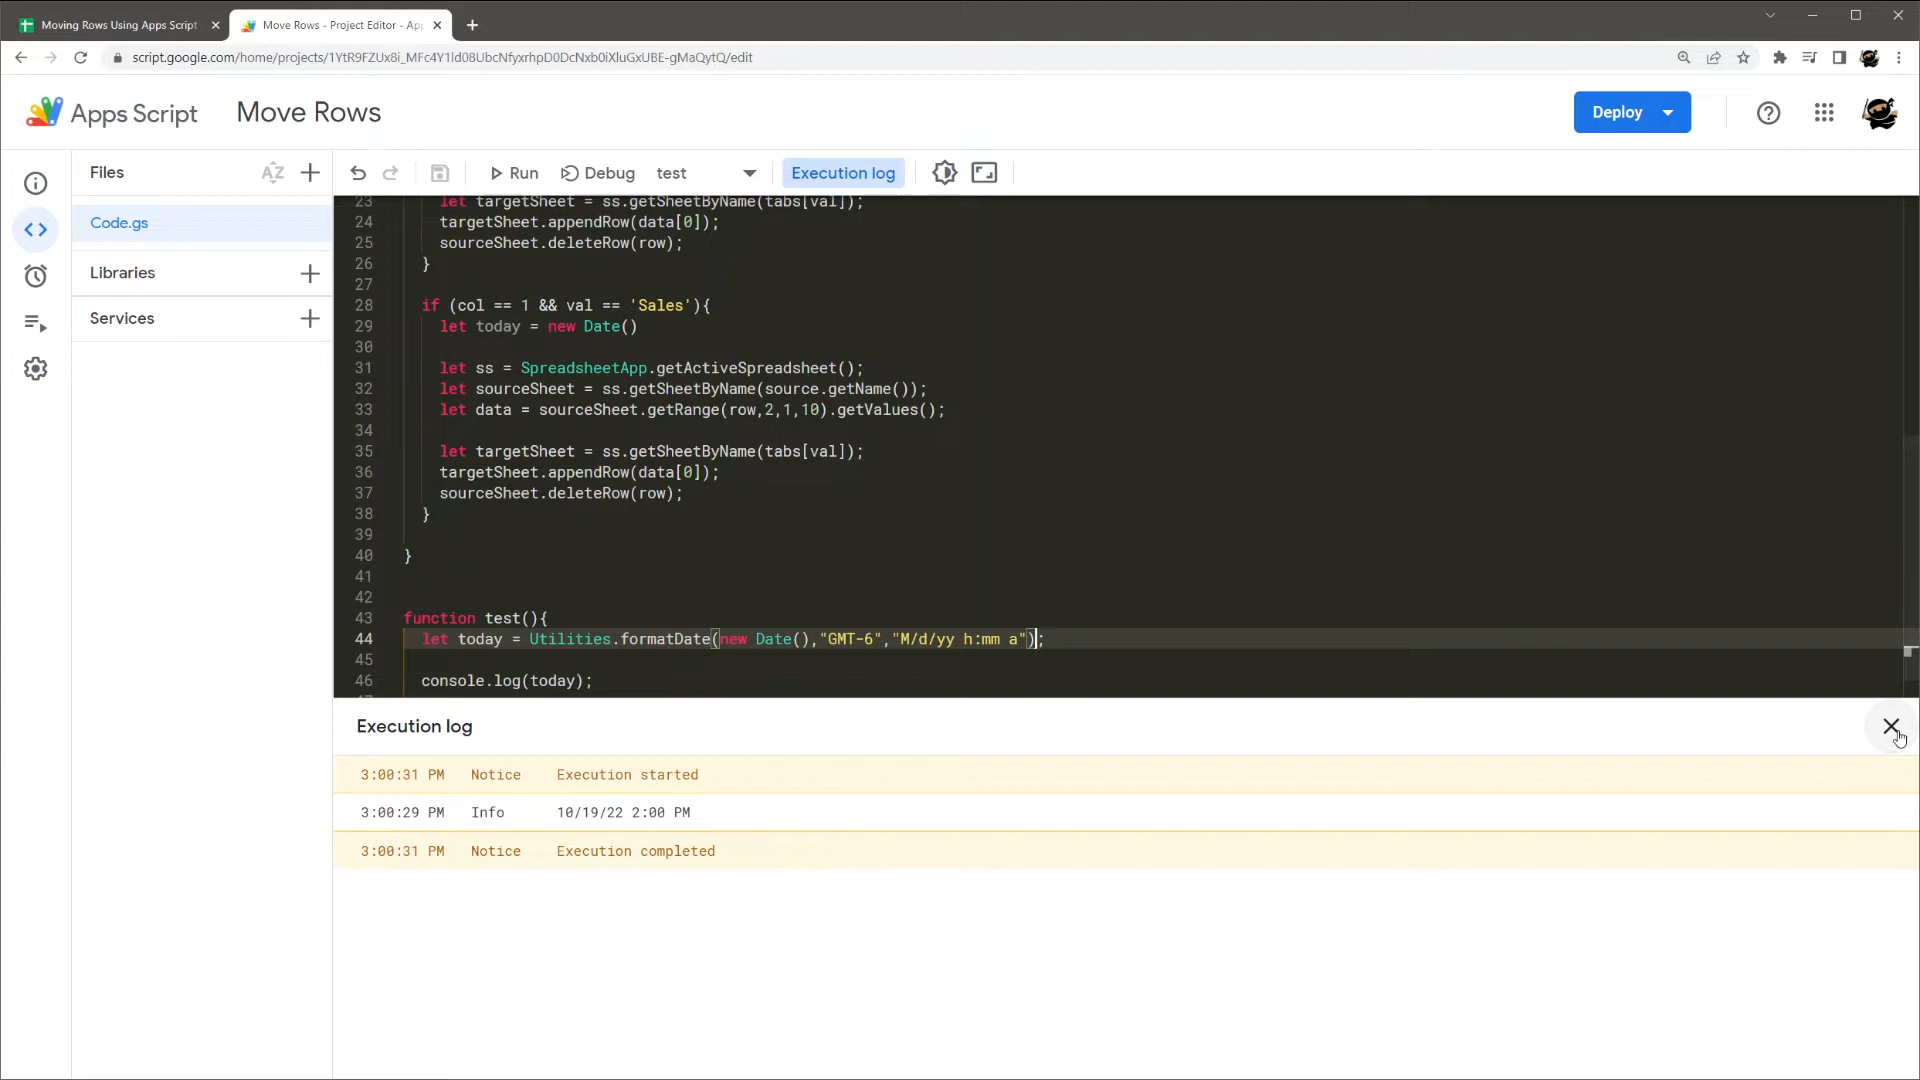 Moving Rows Using Apps Script
Move Rows - Project Editor - Ap
script.google.com/home/projects/1YtR9FZUx8i_MFc4Y1ld08UbcNfyxrhpD0DcNxb0iXluGxUBE-gMaQytQ/edit
Apps Script
Move Rows
Deploy
Files
AZ
Run
Debug
test
Execution log
Code.gs
Libraries
Services
23 let targetSheet = ss.getSheetByName(tabs[val]);
24 targetSheet.appendRow(data[0]);
25 sourceSheet.deleteRow(row);
26 }
27
28 if (col == 1 && val == 'Sales'){
29 let today = new Date()
30
31 let ss = SpreadsheetApp.getActiveSpreadsheet();
32 let sourceSheet = ss.getSheetByName(source.getName());
33 let data = sourceSheet.getRange(row,2,1,10).getValues();
34
35 let targetSheet = ss.getSheetByName(tabs[val]);
36 targetSheet.appendRow(data[0]);
37 sourceSheet.deleteRow(row);
38 }
39
40 }
41
42
43 function test(){
44 let today = Utilities.formatDate(new Date(),"GMT-6","M/d/yy h:mm a");
45
46 console.log(today);
Execution log
3:00:31 PM Notice Execution started
3:00:29 PM Info 10/19/22 2:00 PM
3:00:31 PM Notice Execution completed